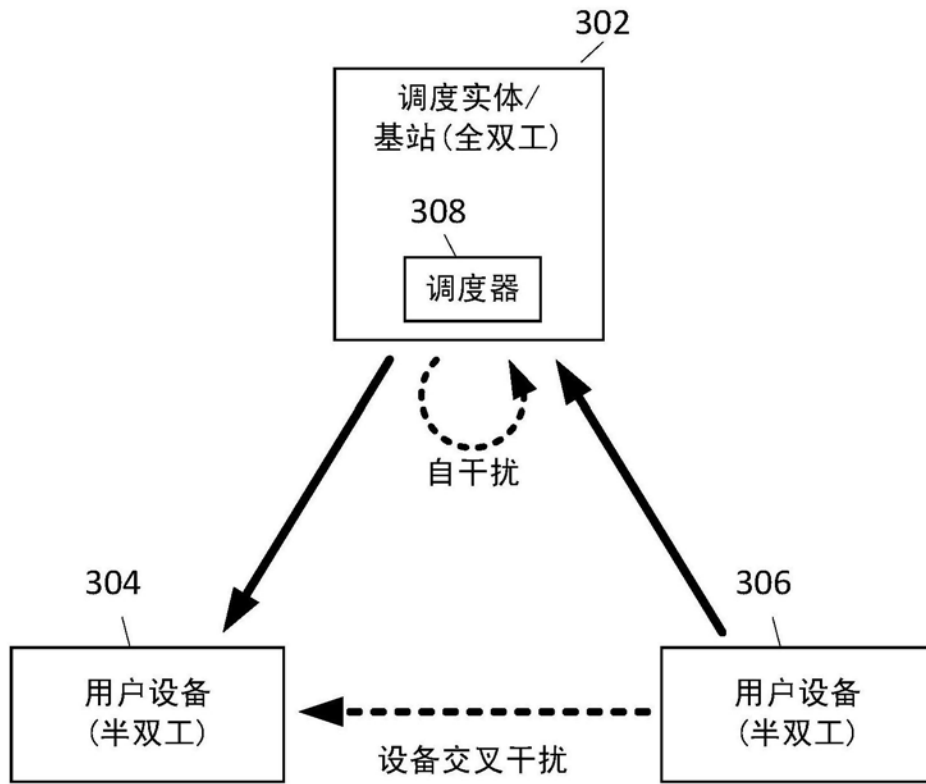 302
调度实体/
基站(全双工)
308
调度器
自干扰
304
306
用户设备
(半双工)
用户设备
(半双工)
设备交叉干扰